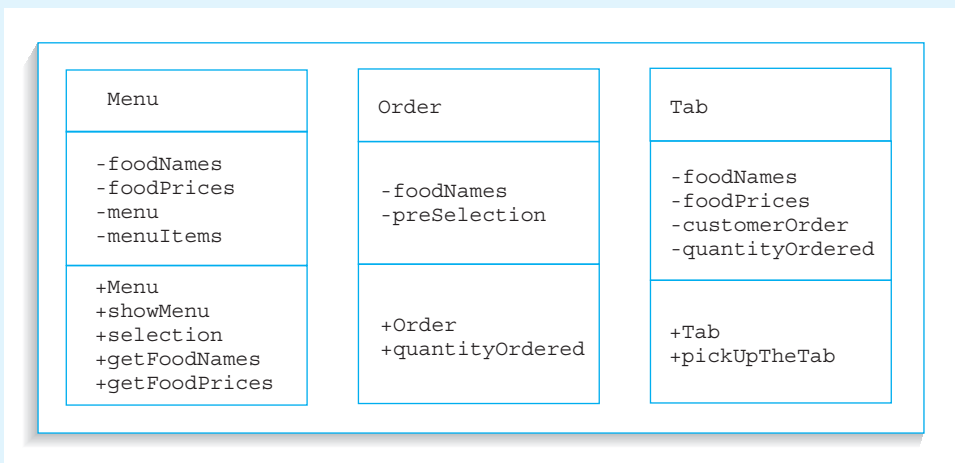 Menu
-foodNames
-foodPrices
-menu
-menuItems
+Menu
+showMenu
+selection
+getFoodNames
+getFoodPrices
Order
-foodNames
-preSelection
+Order
+quantityOrdered
Tab
-foodNames
-foodPrices
-customerOrder
-quantityOrdered
+Tab
+pickUpTheTab